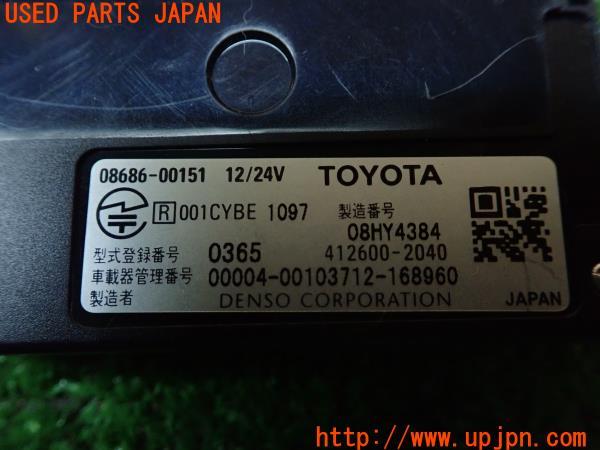 USED PARTS JAPAN
08686-00151 12/24V TOYOTA
R 001CYBE 1097 製造番号
08HY4384
型式登録番号 0365 412600-2040
車載器管理番号 00004-00103712-168960
製造者 DENSO CORPORATION JAPAN
http://www.upjpn.com